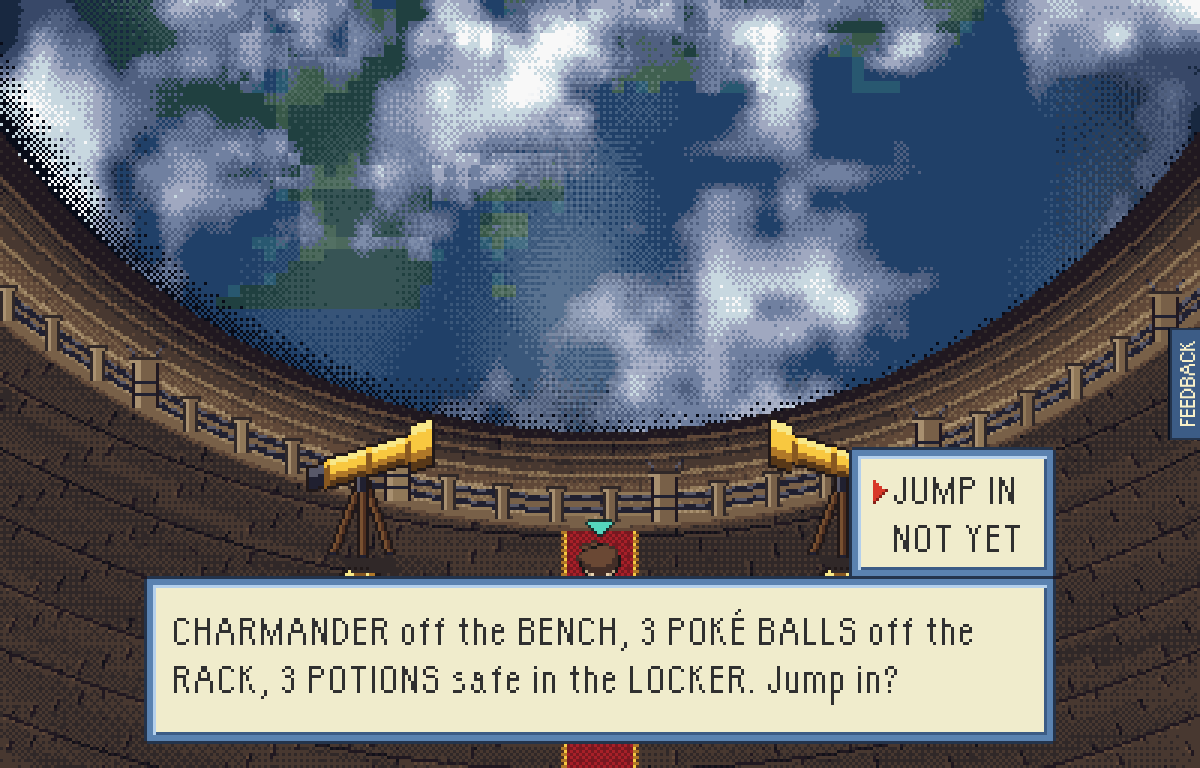 FEEDBACK
JUMP IN
NOT YET
CHARMANDER off the BENCH, 3 POKÉ BALLS off the
RACK, 3 POTIONS safe in the LOCKER. Jump in?